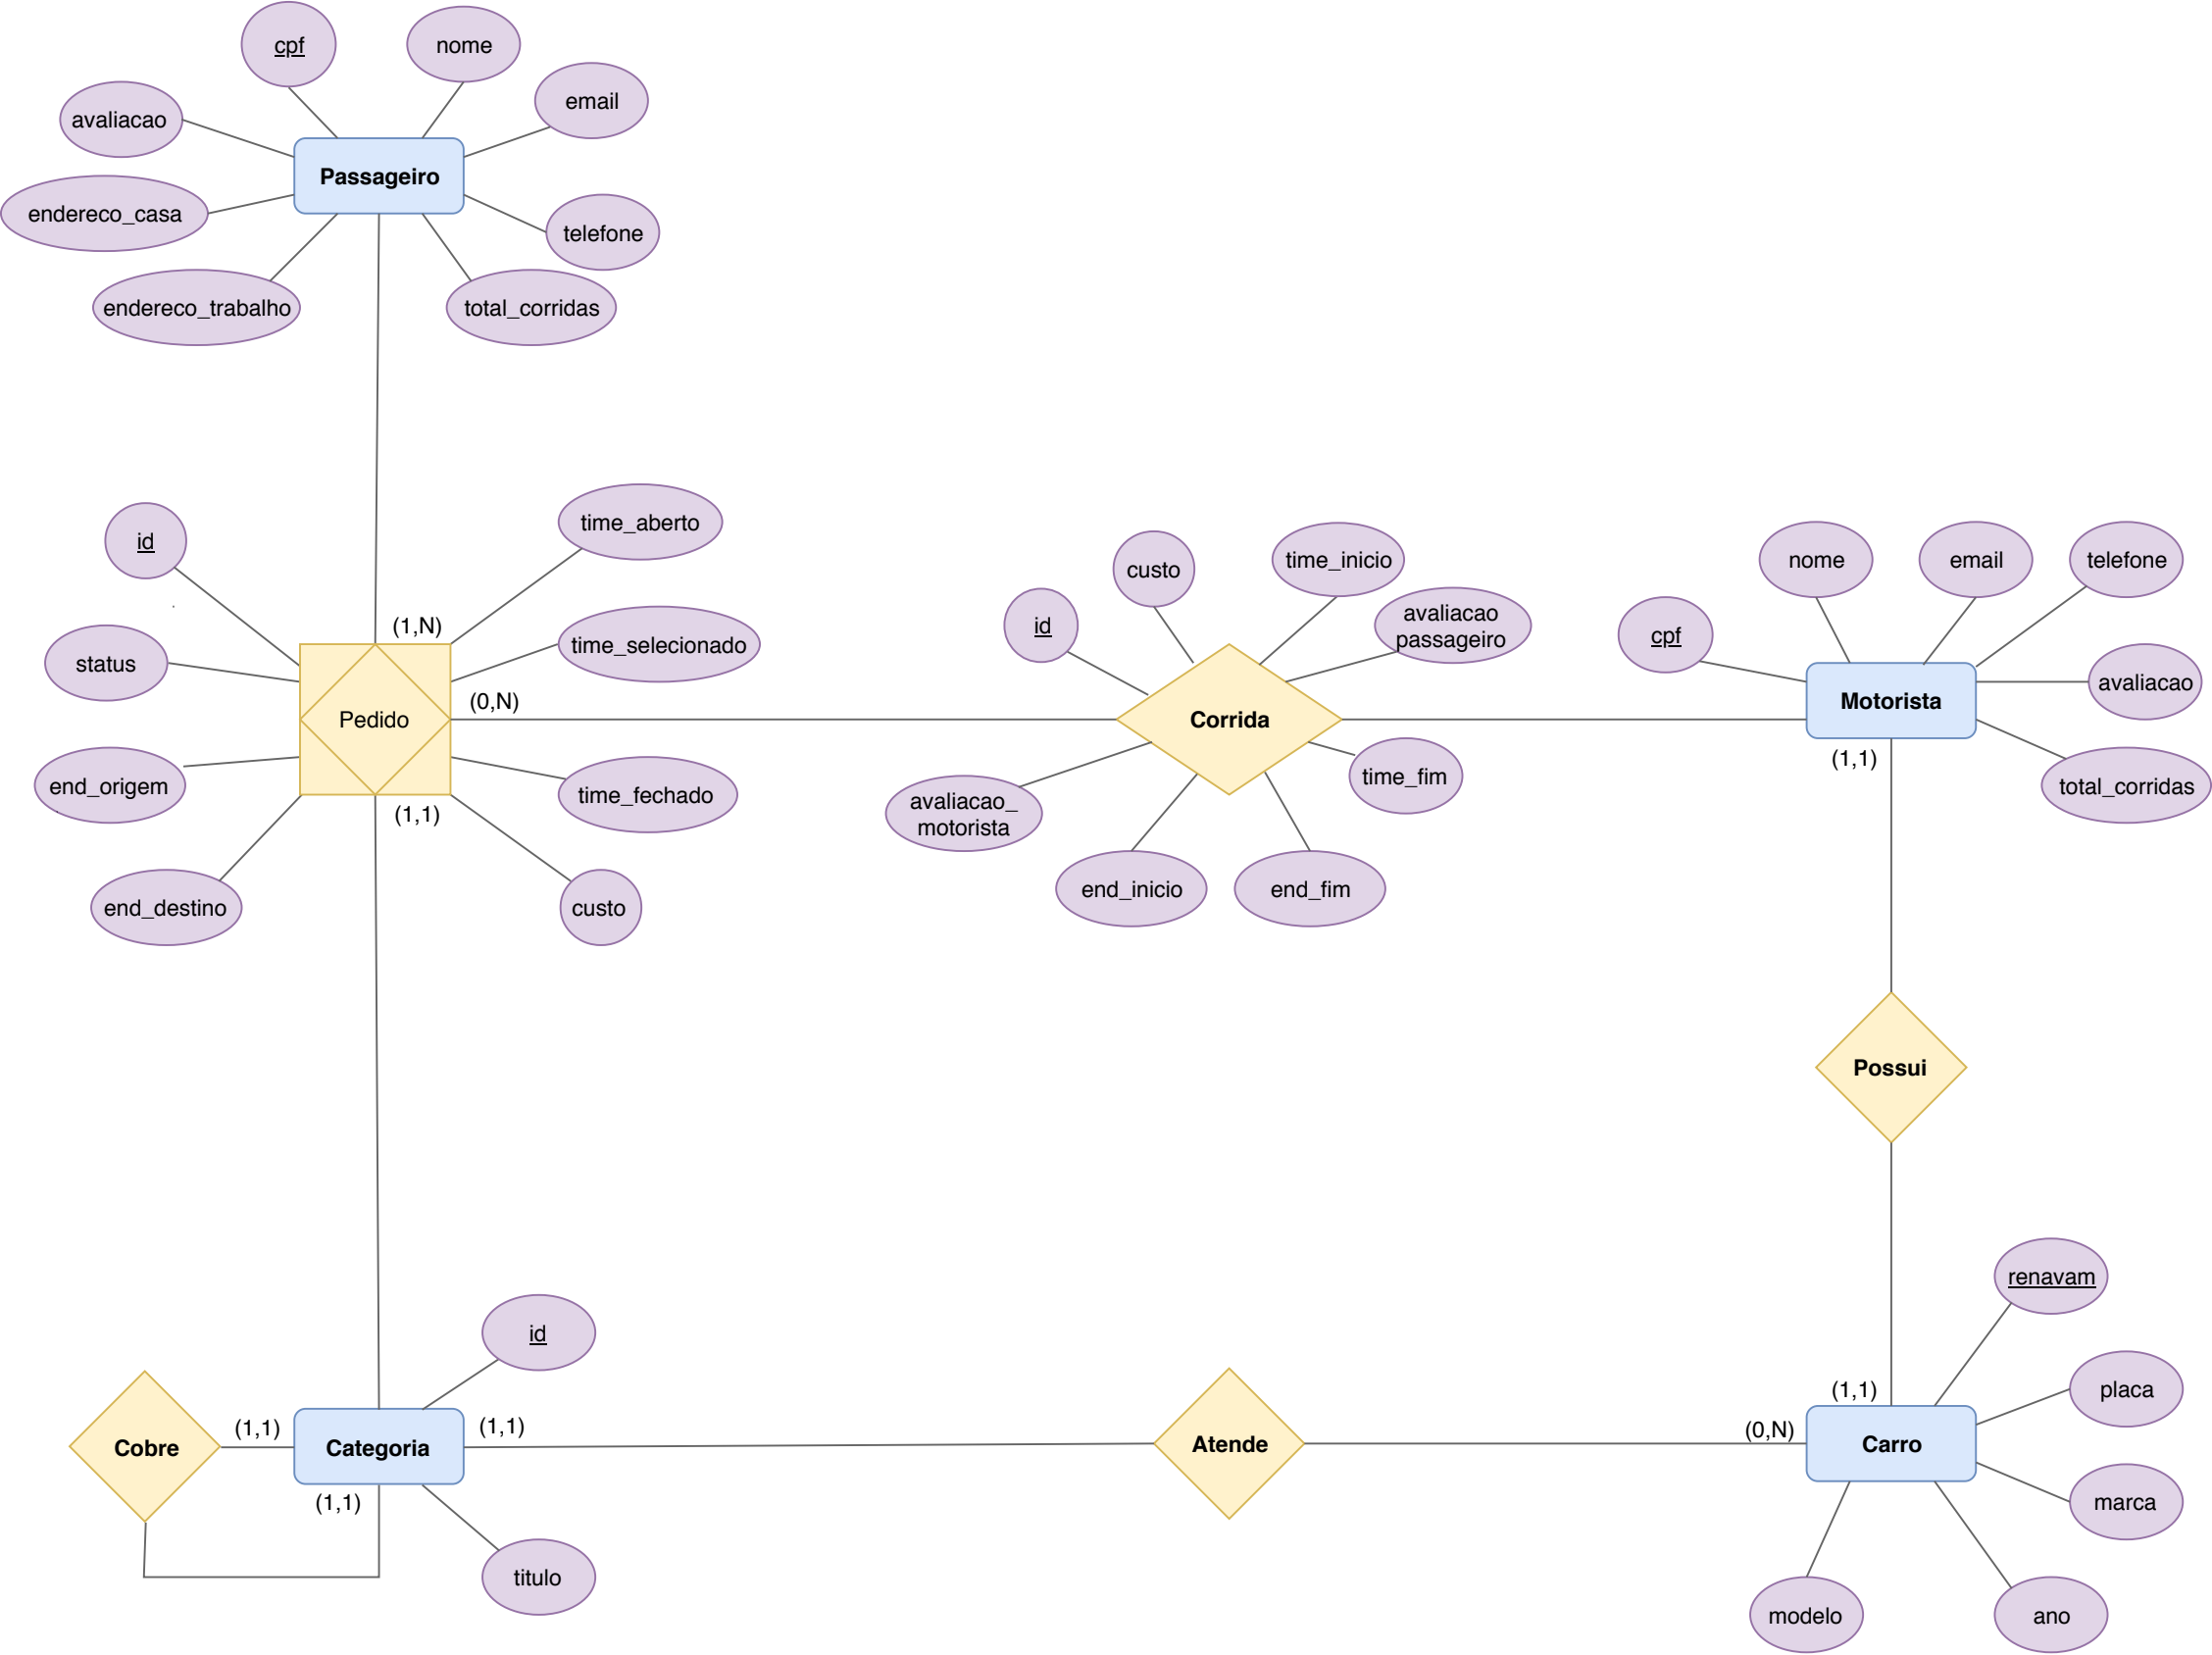 cpf
nome
email
avaliacao
Passageiro
endereco_casa
telefone
endereco_trabalho
total_corridas
id
time_aberto
(1,N)
status
time_selecionado
(0,N)
Pedido
end_origem
time_fechado
(1,1)
end_destino
custo
id
custo
time_inicio
avaliacao
passageiro
Corrida
time_fim
avaliacao_
motorista
end_inicio
end_fim
nome
email
telefone
cpf
Motorista
avaliacao
(1,1)
total_corridas
Possui
renavam
(1,1)
placa
(0,N)
Carro
marca
modelo
ano
id
(1,1)
(1,1)
Cobre
Categoria
Atende
(1,1)
titulo